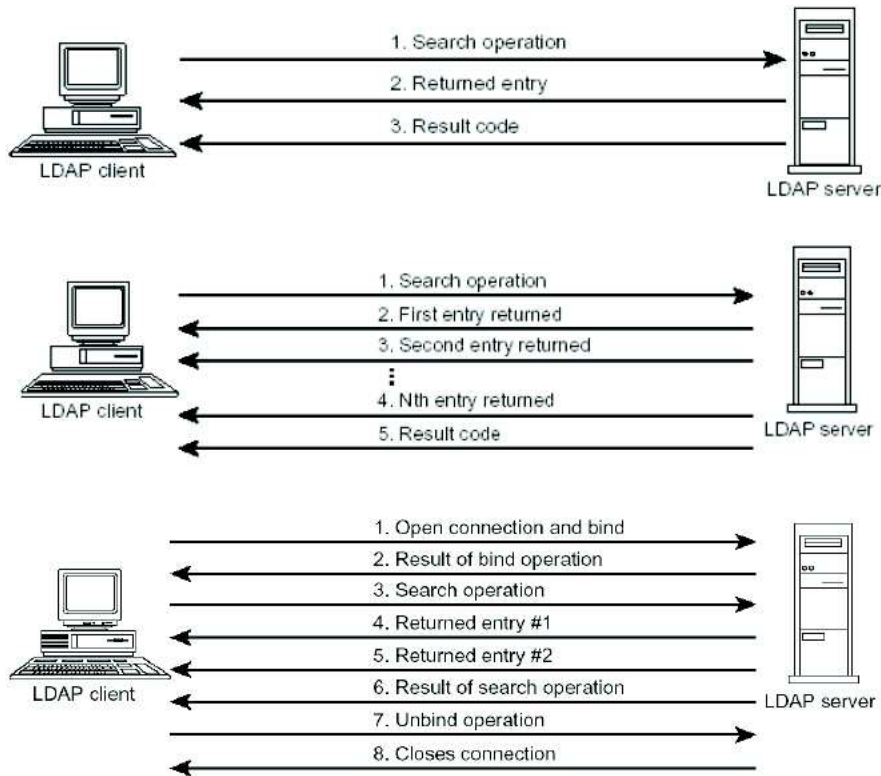 1. Search operation
2. Returned entry
3. Result code
LDAP client
LDAP server
1. Search operation
2. First entry returned
3. Second entry returned
4. Nth entry returned
5. Result code
LDAP client
LDAP server
1. Open connection and bind
2. Result of bind operation
3. Search operation
4. Returned entry #1
5. Returned entry #2
6. Result of search operation
7. Unbind operation
8. Closes connection
LDAP client
LDAP server